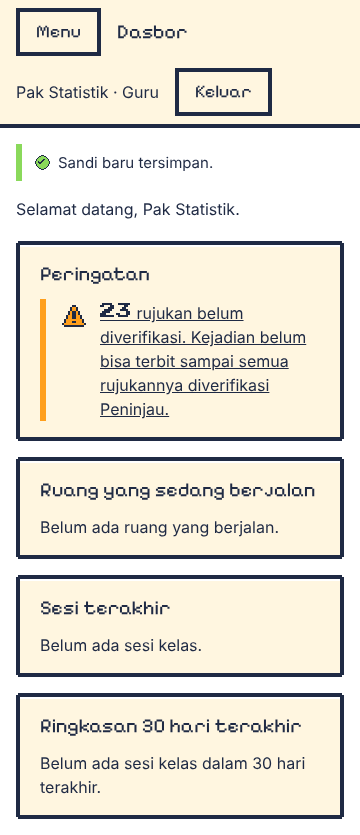 Menu
Dasbor
Pak Statistik · Guru
Keluar
Sandi baru tersimpan.
Selamat datang, Pak Statistik.
Peringatan
23 rujukan belum
diverifikasi. Kejadian belum
bisa terbit sampai semua
rujukannya diverifikasi
Peninjau.
Ruang yang sedang berjalan
Belum ada ruang yang berjalan.
Sesi terakhir
Belum ada sesi kelas.
Ringkasan 30 hari terakhir
Belum ada sesi kelas dalam 30 hari
terakhir.